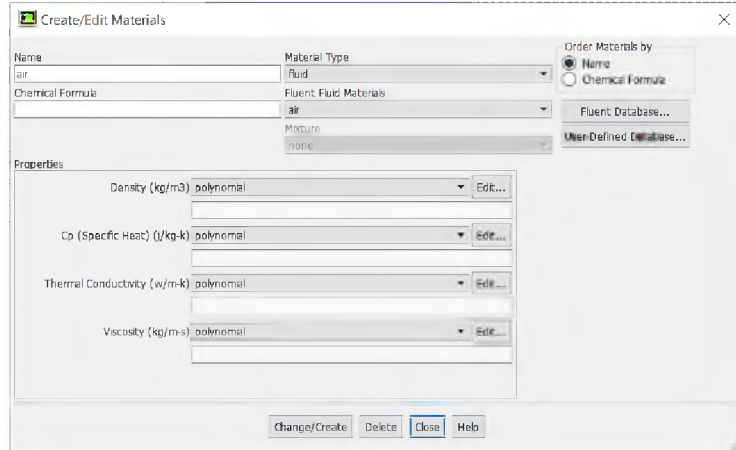 Create/Edit Materials
Name
air
Chemical Formula
Material Type
fluid
Fluent Fluid Materials
air
Mixture
none
Order Materials by
Name
Chemical Formula
Fluent Database...
User-Defined Database...
Properties
Density (kg/m3) polynomial Edit...
Cp (Specific Heat) (j/kg-k) polynomial Edit...
Thermal Conductivity (w/m-k) polynomial Edit...
Viscosity (kg/m-s) polynomial Edit...
Change/Create Delete Close Help